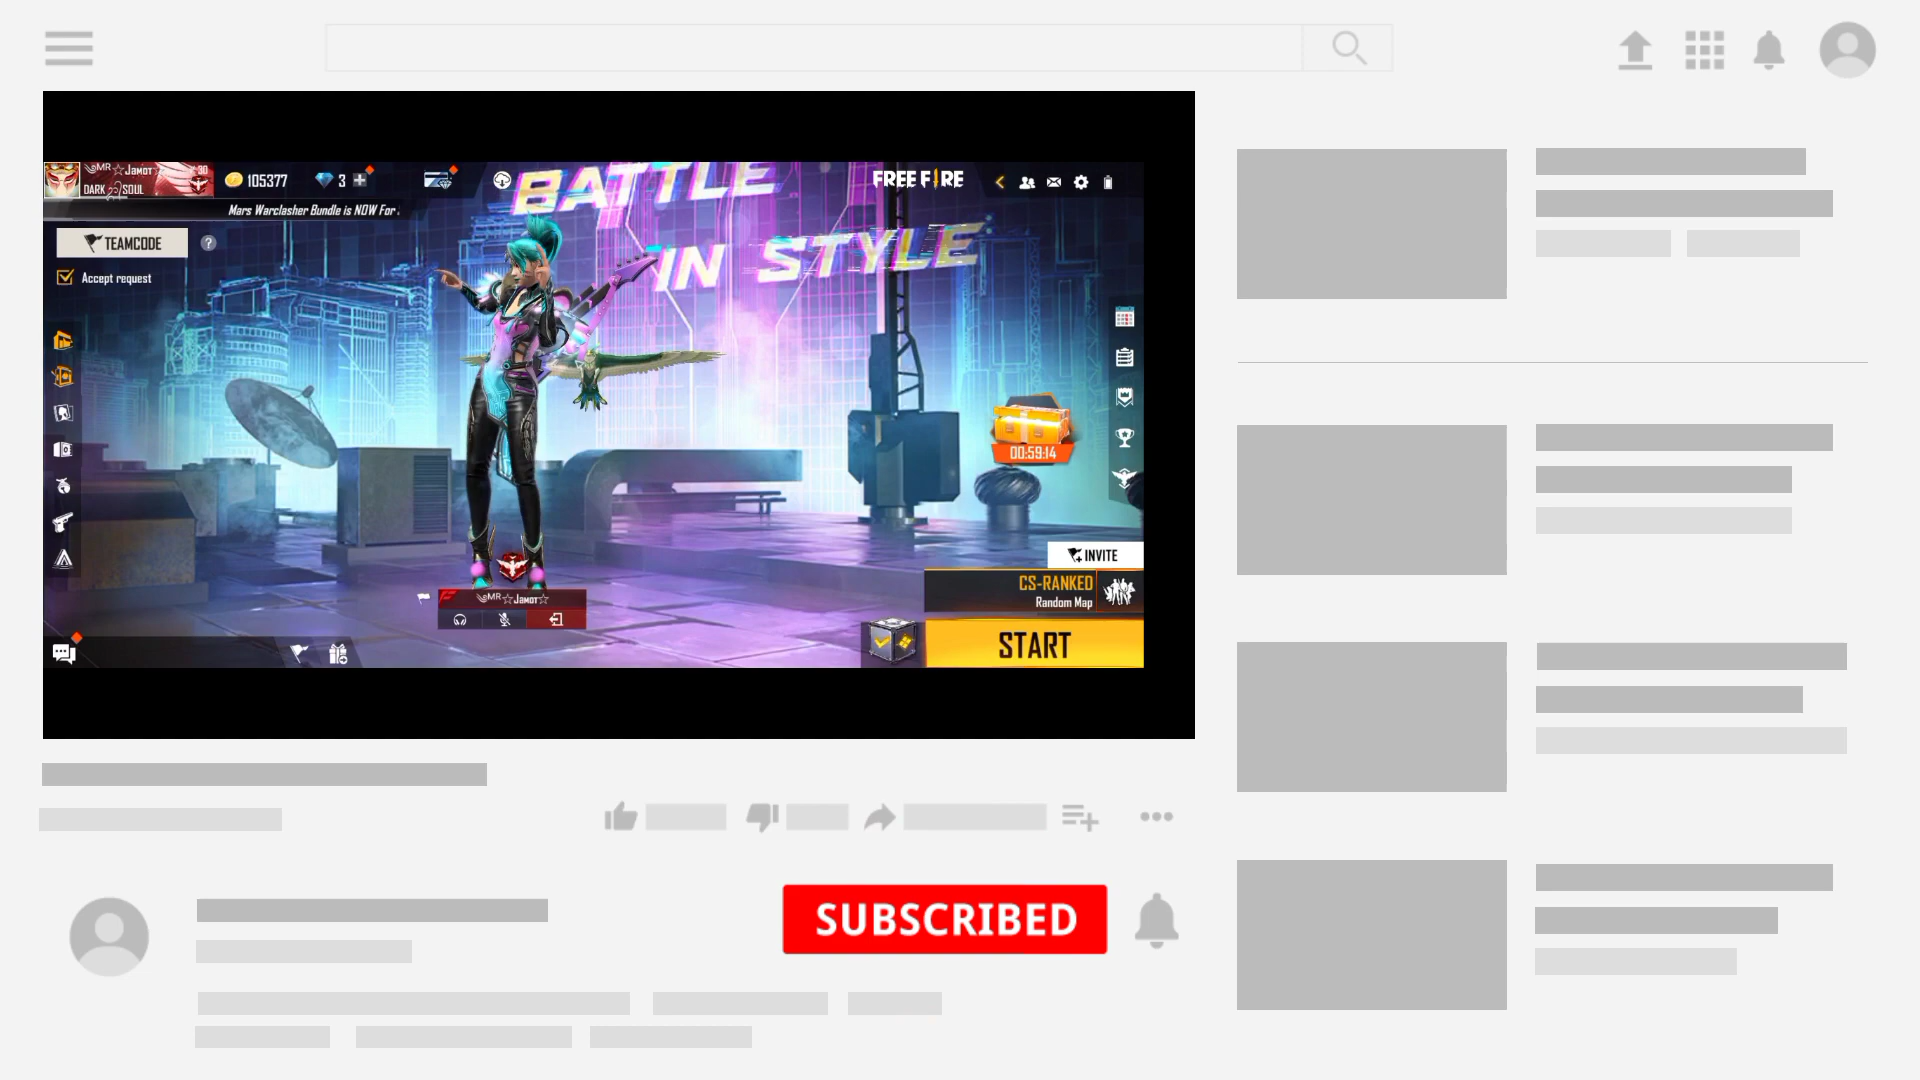 MR☆Jamot
30
DARK SOUL
105377
3
BATTLE
IN STYLE
FREE FIRE
Mars Warclasher Bundle is NOW For
TEAMCODE
?
Accept request
00:59:14
INVITE
CS-RANKED
Random Map
MR☆Jamot☆
START
SUBSCRIBED